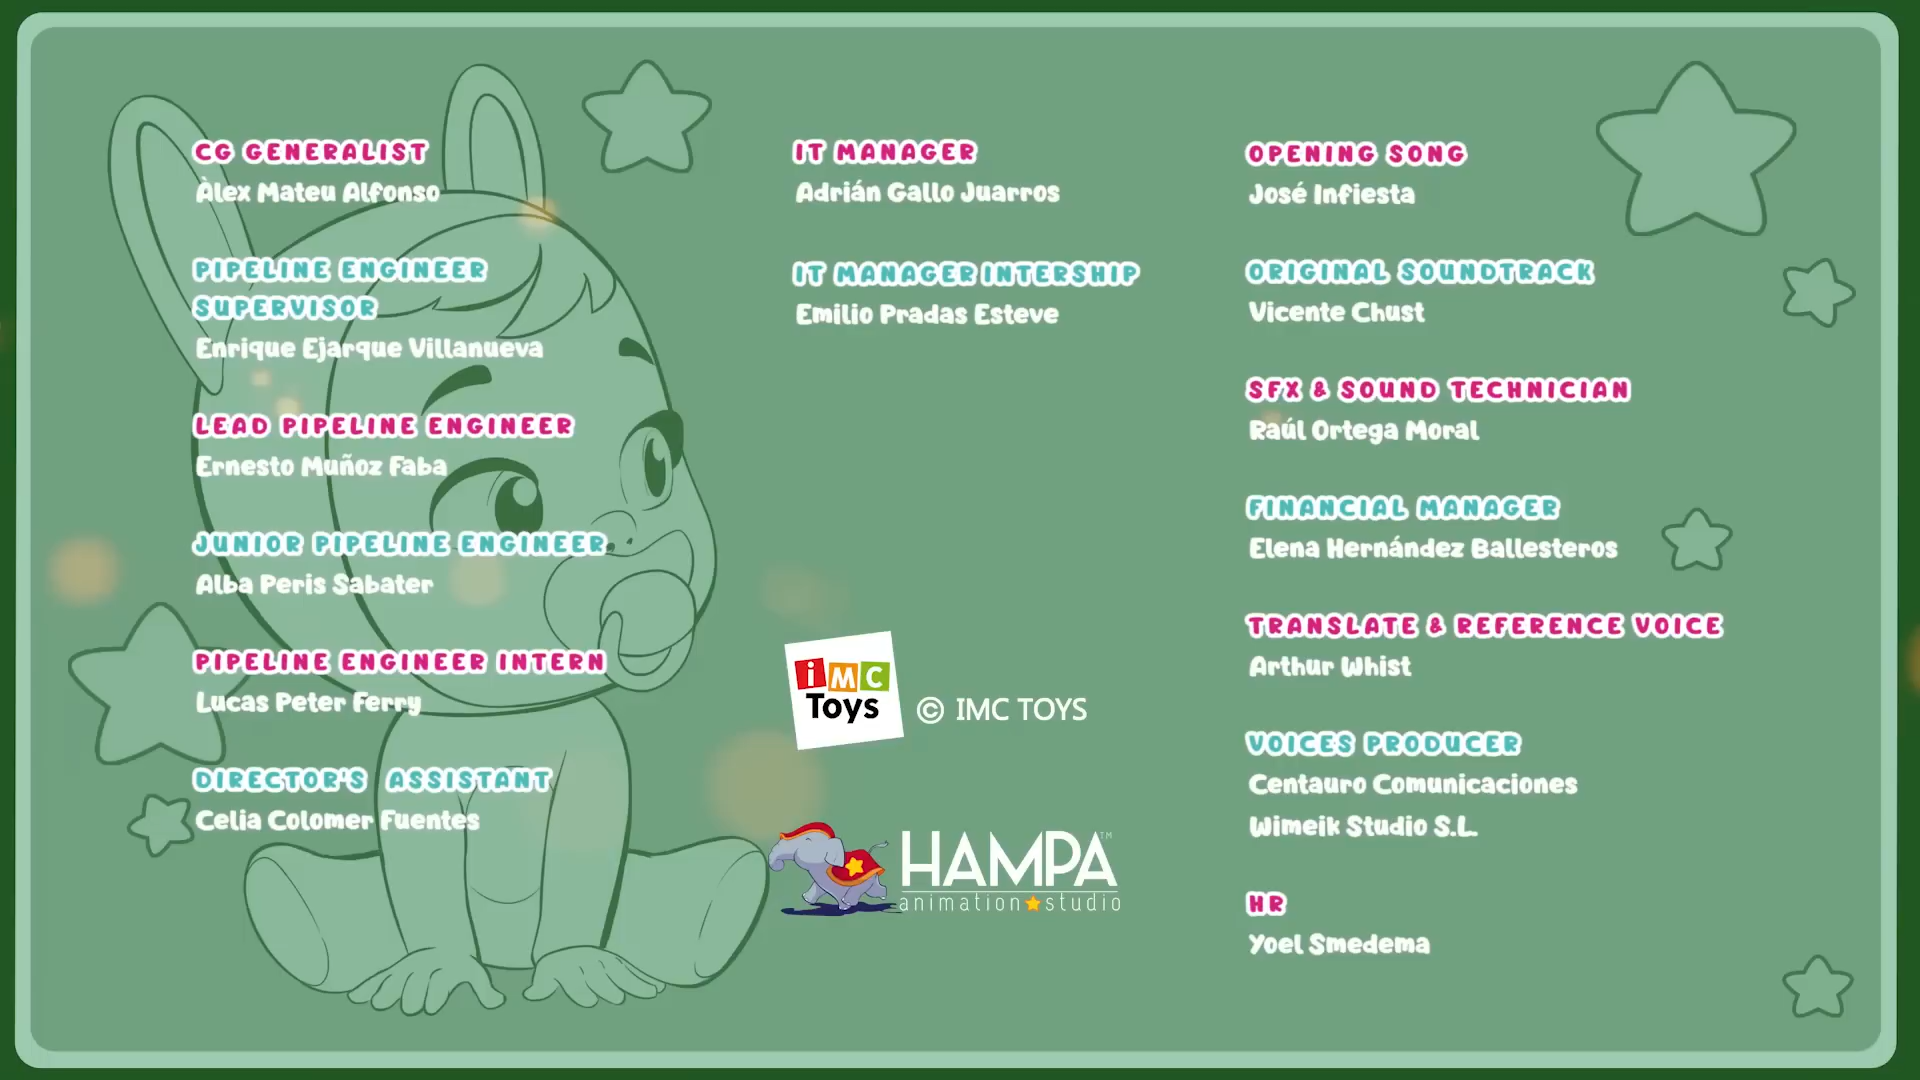 CG GENERALIST
Àlex Mateu Alfonso
PIPELINE ENGINEER
SUPERVISOR
Enrique Ejarque Villanueva
LEAD PIPELINE ENGINEER
Ernesto Muñoz Faba
JUNIOR PIPELINE ENGINEER
Alba Peris Sabater
PIPELINE ENGINEER INTERN
Lucas Peter Ferry
DIRECTOR'S ASSISTANT
Celia Colomer Fuentes
IT MANAGER
Adrián Gallo Juarros
IT MANAGER INTERSHIP
Emilio Pradas Esteve
iMC
Toys
© IMC TOYS
HAMPA™
animation studio
OPENING SONG
José Infiesta
ORIGINAL SOUNDTRACK
Vicente Chust
SFX & SOUND TECHNICIAN
Raúl Ortega Moral
FINANCIAL MANAGER
Elena Hernández Ballesteros
TRANSLATE & REFERENCE VOICE
Arthur Whist
VOICES PRODUCER
Centauro Comunicaciones
Wimeik Studio S.L.
HR
Yoel Smedema